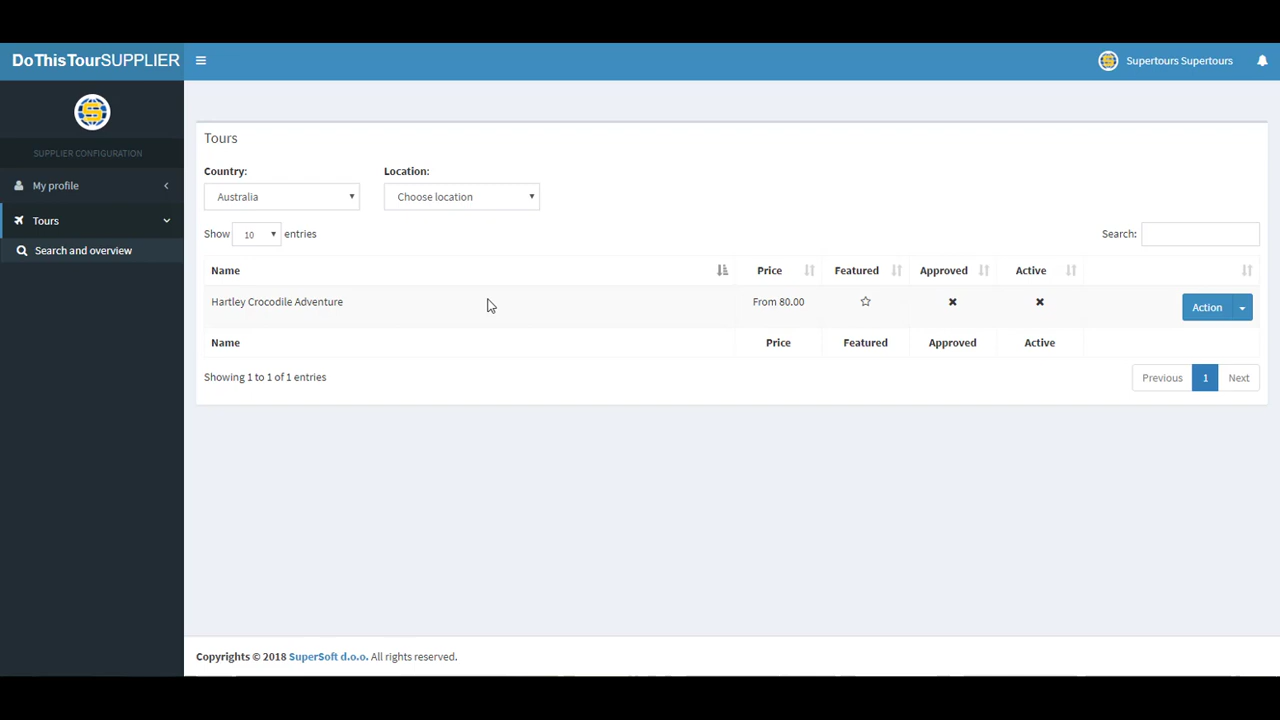 DoThisTourSUPPLIER
Supertours Supertours
S
SUPPLIER CONFIGURATION
My profile
Tours
Search and overview
Tours
Country:
Location:
Australia
Choose location
Show 10 entries
Search:
Name Price Featured Approved Active
Hartley Crocodile Adventure From 80.00 Action
Name Price Featured Approved Active
Showing 1 to 1 of 1 entries
Previous 1 Next
Copyrights © 2018 SuperSoft d.o.o. All rights reserved.